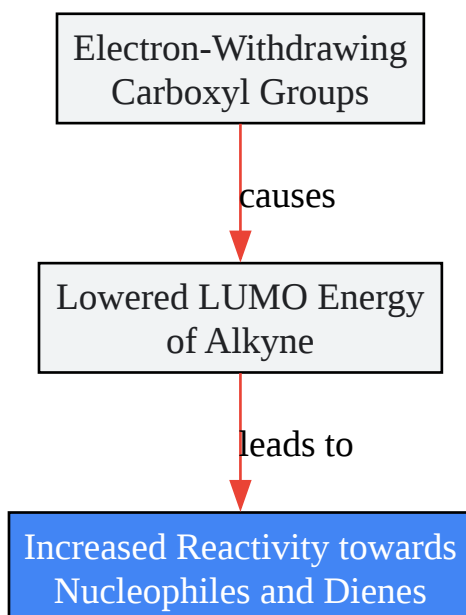 Electron-Withdrawing
Carboxyl Groups
causes
Lowered LUMO Energy
of Alkyne
leads to
Increased Reactivity towards
Nucleophiles and Dienes